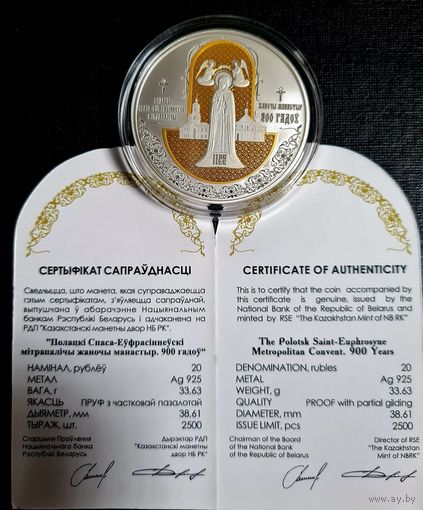 ЖАНОЧЫ МАНАСТЫР
900 ГАДОЎ
СЕРТЫФІКАТ САПРАЎДНАСЦІ
Сведчыцца, што манета, якая суправаджаецца
гэтым сертыфікатам, з'яўляецца сапраўднай,
выпушчана ў абарачэнне Нацыянальным
банкам Рэспублікі Беларусь і адчаканена на
РДП "Казахстанскі манетны двор НБ РК".
"Полацкі Спаса-Еўфрасіннеўскі
мітрапалічы жаночы манастыр. 900 гадоў"
НАМІНАЛ, рублёў 20
МЕТАЛ Ag 925
ВАГА, г 33.63
ЯКАСЦЬ ПРУФ з частковай пазалотай
ДЫЯМЕТР, мм 38.61
ТЫРАЖ, шт. 2500
Старшыня Праўлення
Нацыянальнага банка
Рэспублікі Беларусь
Дырэктар РДП
"Казахстанскі манетны
двор НБ РК"
CERTIFICATE OF AUTHENTICITY
This is to certify that the coin accompanied by
this certificate is genuine, issued by the
National Bank of the Republic of Belarus and
minted by RSE "The Kazakhstan Mint of NB RK"
The Polotsk Saint-Euphrosyne
Metropolitan Convent. 900 Years
DENOMINATION, rubles 20
METAL Ag 925
WEIGHT, g 33.63
QUALITY PROOF with partial gilding
DIAMETER, mm 38.61
ISSUE LIMIT, pcs 2500
Chairman of the Board
of the National Bank
of the Republic of Belarus
Director of RSE
"The Kazakhstan
Mint of NBRK"
www.ay.by